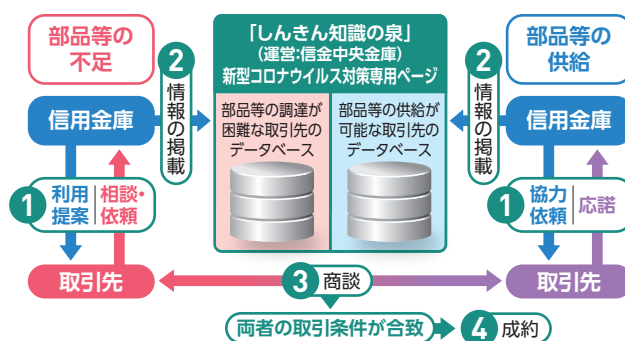 部品等の
不足
2
情報の掲載
信用金庫
1
利用
提案
相談・
依頼
取引先
「しんきん知識の泉」
(運営:信金中央金庫)
新型コロナウイルス対策専用ページ
部品等の調達が
困難な取引先の
データベース
部品等の供給が
可能な取引先の
データベース
部品等の
供給
2
情報の掲載
信用金庫
1
協力
依頼
応諾
取引先
3 商談
両者の取引条件が合致
4 成約